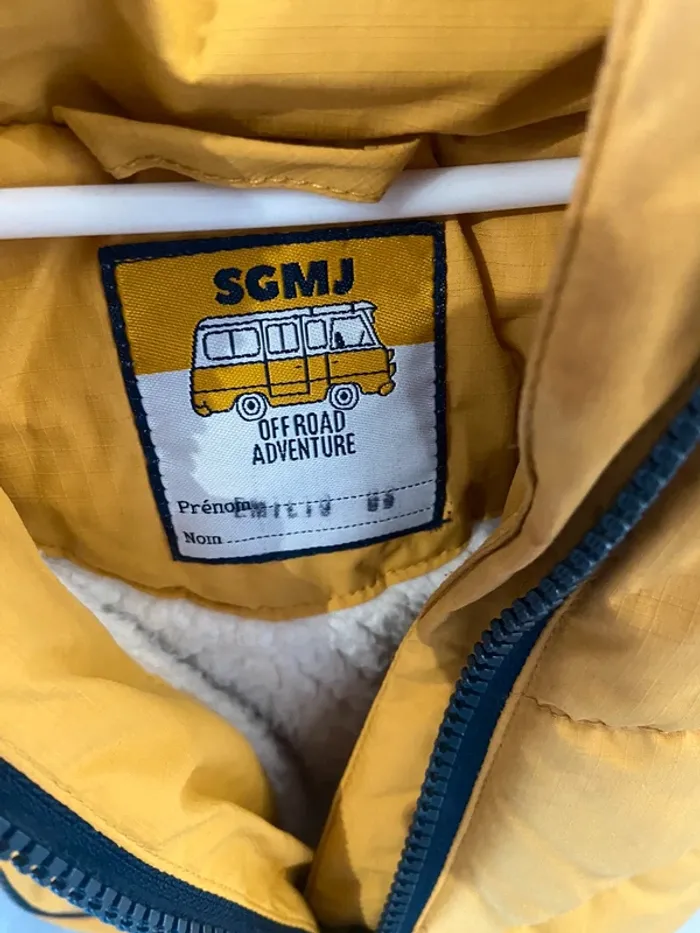 SGMJ
OFF ROAD
ADVENTURE
Prénom
Nom